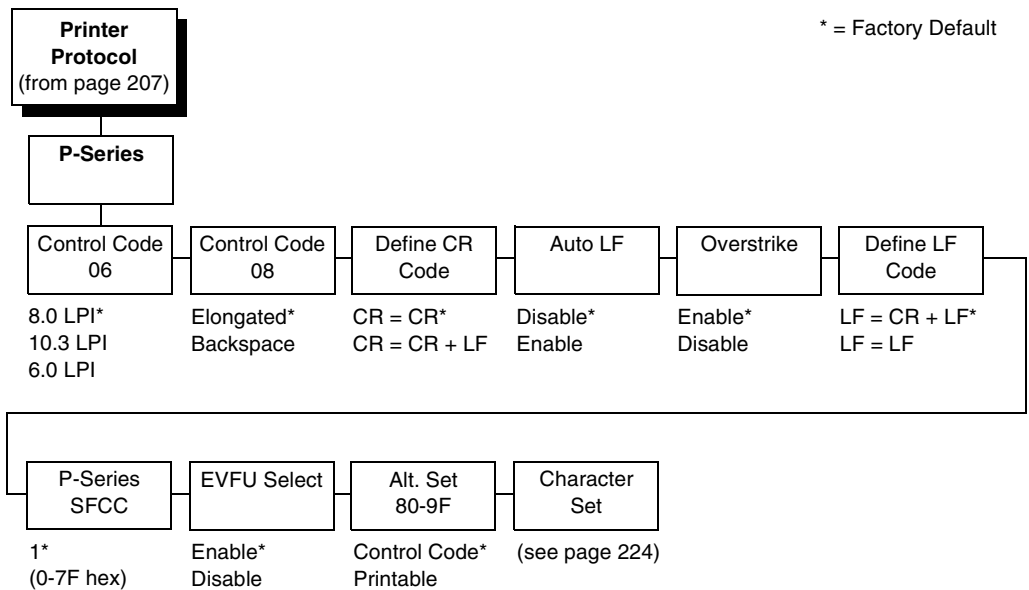 Printer
Protocol
(from page 207)
* = Factory Default
P-Series
Control Code
06
Control Code
08
Define CR
Code
Auto LF
Overstrike
Define LF
Code
8.0 LPI*
10.3 LPI
6.0 LPI
Elongated*
Backspace
CR = CR*
CR = CR + LF
Disable*
Enable
Enable*
Disable
LF = CR + LF*
LF = LF
P-Series
SFCC
EVFU Select
Alt. Set
80-9F
Character
Set
1*
(0-7F hex)
Enable*
Disable
Control Code*
Printable
(see page 224)